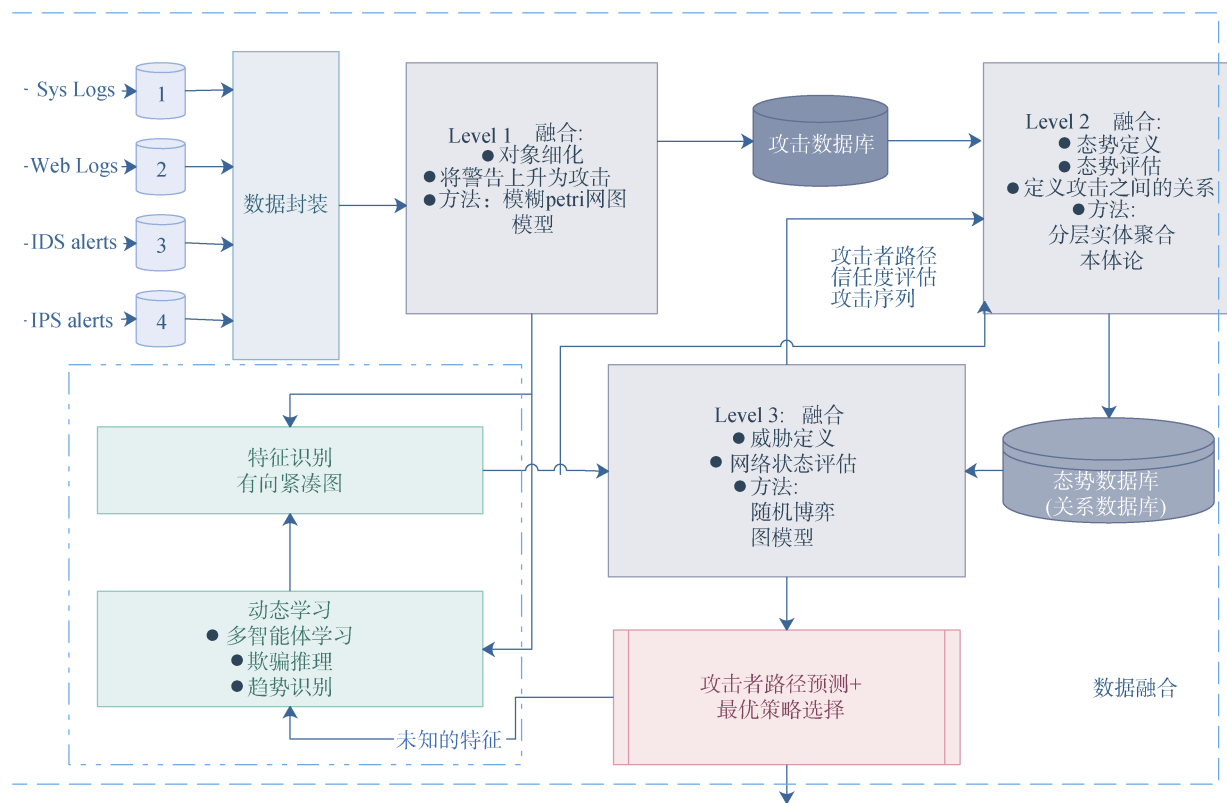 Sys Logs
1
Web Logs
2
IDS alerts
3
IPS alerts
4
数据封装
Level 1 融合:
● 对象细化
● 将警告上升为攻击
● 方法：模糊petri网图
模型
攻击数据库
Level 2 融合:
● 态势定义
● 态势评估
● 定义攻击之间的关系
● 方法:
分层实体聚合
本体论
攻击者路径
信任度评估
攻击序列
特征识别
有向紧凑图
Level 3: 融合
● 威胁定义
● 网络状态评估
● 方法:
随机博弈
图模型
态势数据库
(关系数据库)
动态学习
● 多智能体学习
● 欺骗推理
● 趋势识别
攻击者路径预测+
最优策略选择
数据融合
未知的特征